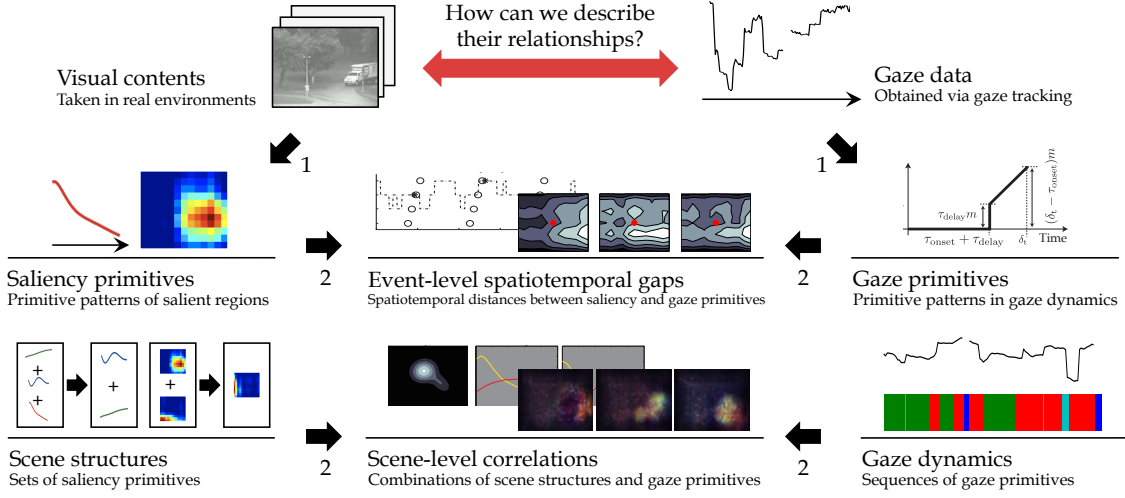 How can we describe
their relationships?
Visual contents
Taken in real environments
Gaze data
Obtained via gaze tracking
1
1
τdelay m
(δt − τonset)m
τonset + τdelay
δt
Time
Saliency primitives
Primitive patterns of salient regions
2
Event-level spatiotemporal gaps
Spatiotemporal distances between saliency and gaze primitives
2
Gaze primitives
Primitive patterns in gaze dynamics
+
+
+
+
Scene structures
Sets of saliency primitives
2
Scene-level correlations
Combinations of scene structures and gaze primitives
2
Gaze dynamics
Sequences of gaze primitives